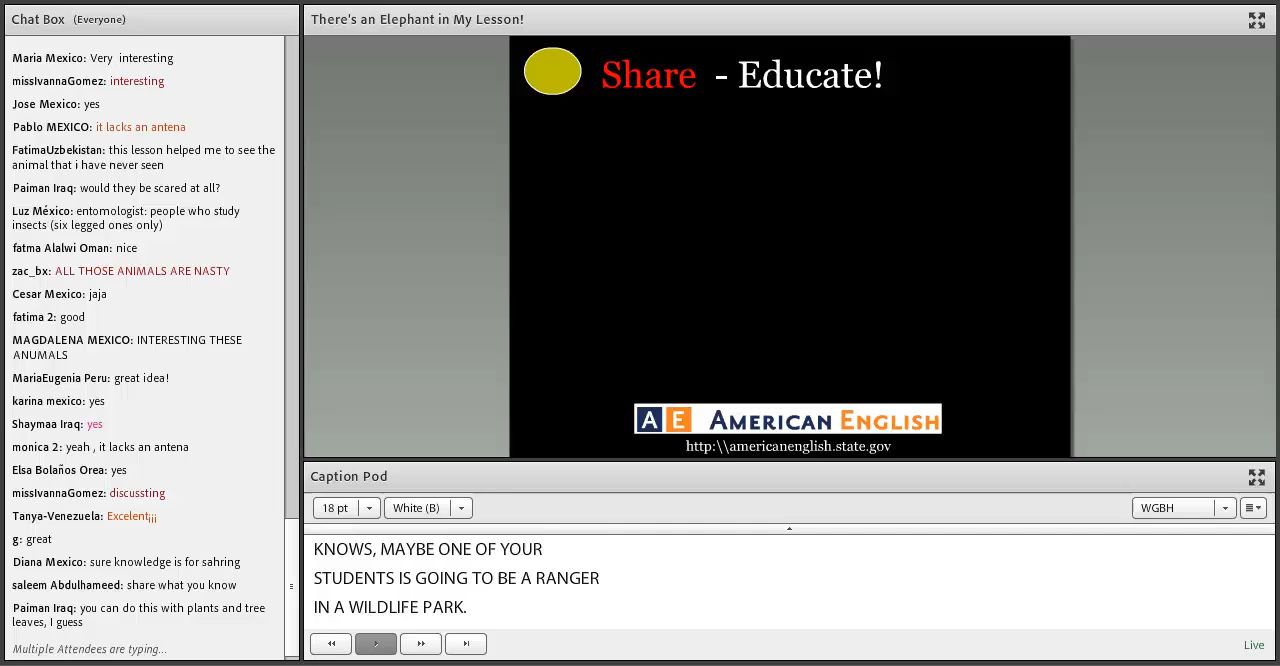 Chat Box (Everyone)
Maria Mexico: Very interesting
missIvannaGomez: interesting
Jose Mexico: yes
Pablo MEXICO: it lacks an antena
FatimaUzbekistan: this lesson helped me to see the
animal that i have never seen
Paiman Iraq: would they be scared at all?
Luz México: entomologist: people who study
insects (six legged ones only)
fatma Alalwi Oman: nice
zac_bx: ALL THOSE ANIMALS ARE NASTY
Cesar Mexico: jaja
fatima 2: good
MAGDALENA MEXICO: INTERESTING THESE
ANUMALS
MariaEugenia Peru: great idea!
karina mexico: yes
Shaymaa Iraq: yes
monica 2: yeah , it lacks an antena
Elsa Bolaños Orea: yes
missIvannaGomez: discussting
Tanya-Venezuela: Excelent¡¡¡
g: great
Diana Mexico: sure knowledge is for sahring
saleem Abdulhameed: share what you know
Paiman Iraq: you can do this with plants and tree
leaves, I guess
Multiple Attendees are typing...
There's an Elephant in My Lesson!
Share - Educate!
AE AMERICAN ENGLISH
http:\\americanenglish.state.gov
Caption Pod
18 pt White (B) WGBH
KNOWS, MAYBE ONE OF YOUR
STUDENTS IS GOING TO BE A RANGER
IN A WILDLIFE PARK.
Live